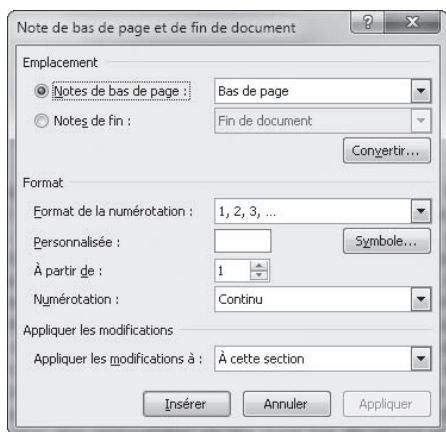 Note de bas de page et de fin de document
Emplacement
Notes de bas de page : Bas de page
Notes de fin : Fin de document
Convertir...
Format
Format de la numérotation : 1, 2, 3, ...
Personnalisée : Symbole...
À partir de : 1
Numérotation : Continu
Appliquer les modifications
Appliquer les modifications à : À cette section
Insérer Annuler Appliquer